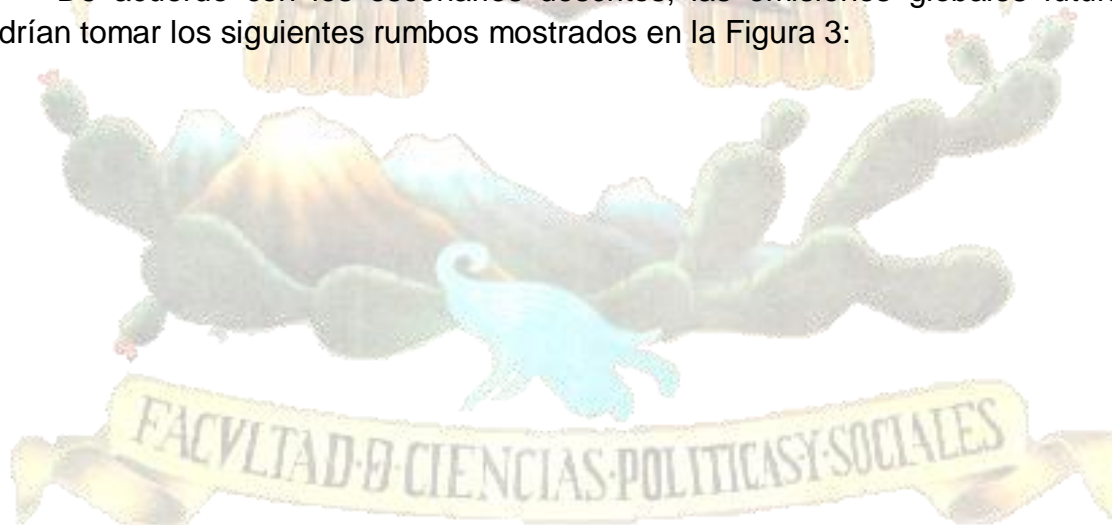 De acuerdo con los escenarios descritos, las emisiones globales
drían tomar los siguientes rumbos mostrados en la Figura 3:
FACVLTAD·D·CIENCIAS·POLITICAS·Y·SOCIALES